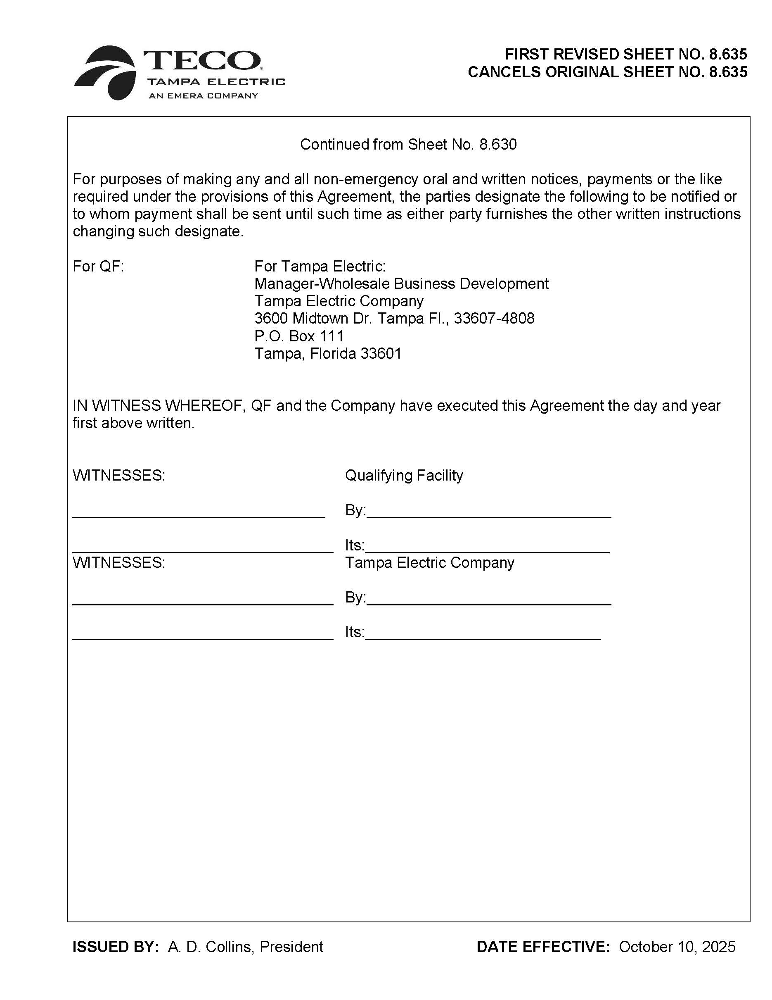 TECO®
TAMPA ELECTRIC
AN EMERA COMPANY
FIRST REVISED SHEET NO. 8.635
CANCELS ORIGINAL SHEET NO. 8.635
Continued from Sheet No. 8.630
For purposes of making any and all non-emergency oral and written notices, payments or the like
required under the provisions of this Agreement, the parties designate the following to be notified or
to whom payment shall be sent until such time as either party furnishes the other written instructions
changing such designate.
For QF: For Tampa Electric:
Manager-Wholesale Business Development
Tampa Electric Company
3600 Midtown Dr. Tampa Fl., 33607-4808
P.O. Box 111
Tampa, Florida 33601
IN WITNESS WHEREOF, QF and the Company have executed this Agreement the day and year
first above written.
WITNESSES: Qualifying Facility
By:
Its:
WITNESSES: Tampa Electric Company
By:
Its:
ISSUED BY: A. D. Collins, President DATE EFFECTIVE: October 10, 2025